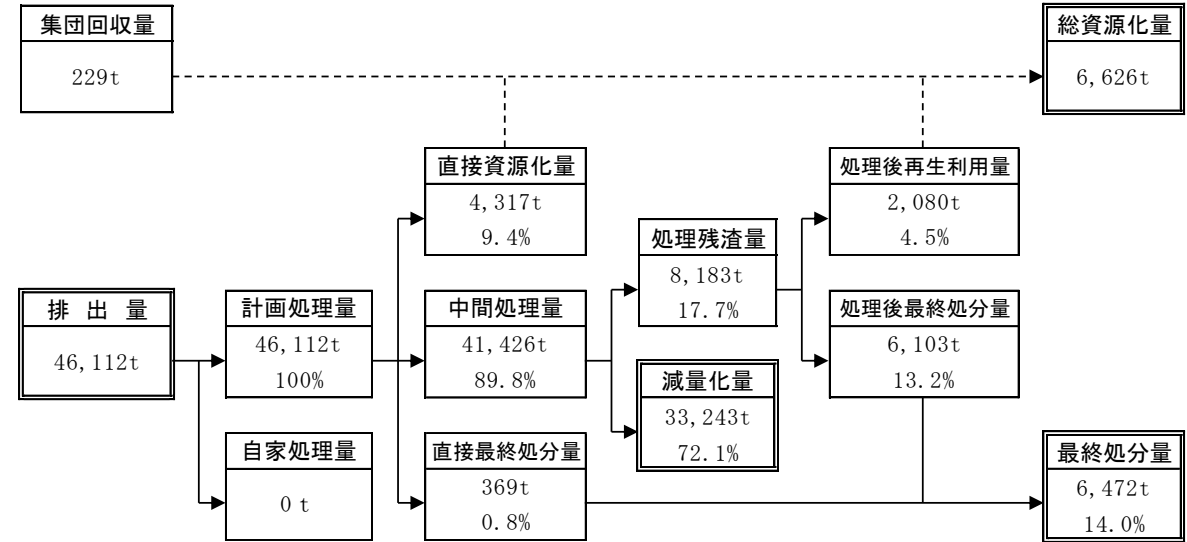 集団回収量
229t
総資源化量
6,626t
直接資源化量
4,317t
9.4%
処理後再生利用量
2,080t
4.5%
処理残渣量
8,183t
17.7%
排 出 量
46,112t
計画処理量
46,112t
100%
中間処理量
41,426t
89.8%
処理後最終処分量
6,103t
13.2%
減量化量
33,243t
72.1%
自家処理量
0 t
直接最終処分量
369t
0.8%
最終処分量
6,472t
14.0%